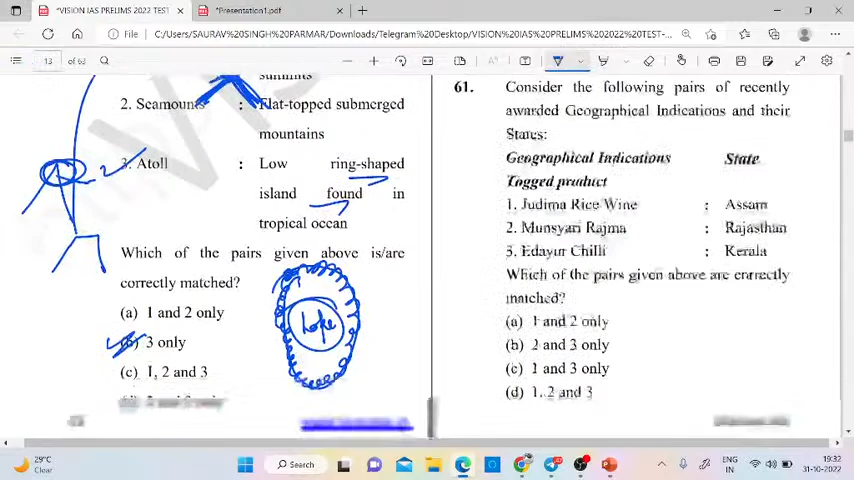 *VISION IAS PRELIMS 2022 TEST-
*Presentation1.pdf
File
C:/Users/SAURAV%20SINGH%20PARMAR/Downloads/Telegram%20Desktop/VISION%20IAS%20PRELIMS%202022%20TEST-
13 of 63
summits
2. Seamounts : Flat-topped submerged
mountains
3. Atoll : Low ring-shaped
island found in
tropical ocean
Which of the pairs given above is/are
correctly matched?
(a) 1 and 2 only
(b) 3 only
(c) 1, 2 and 3
61. Consider the following pairs of recently
awarded Geographical Indications and their
States:
Geographical Indications State
Tagged product
1. Judima Rice Wine : Assam
2. Munsyari Rajma : Rajasthan
3. Edayur Chilli : Kerala
Which of the pairs given above are correctly
matched?
(a) 1 and 2 only
(b) 2 and 3 only
(c) 1 and 3 only
(d) 1, 2 and 3
29°C
Clear
Search
ENG
IN
19:32
31-10-2022